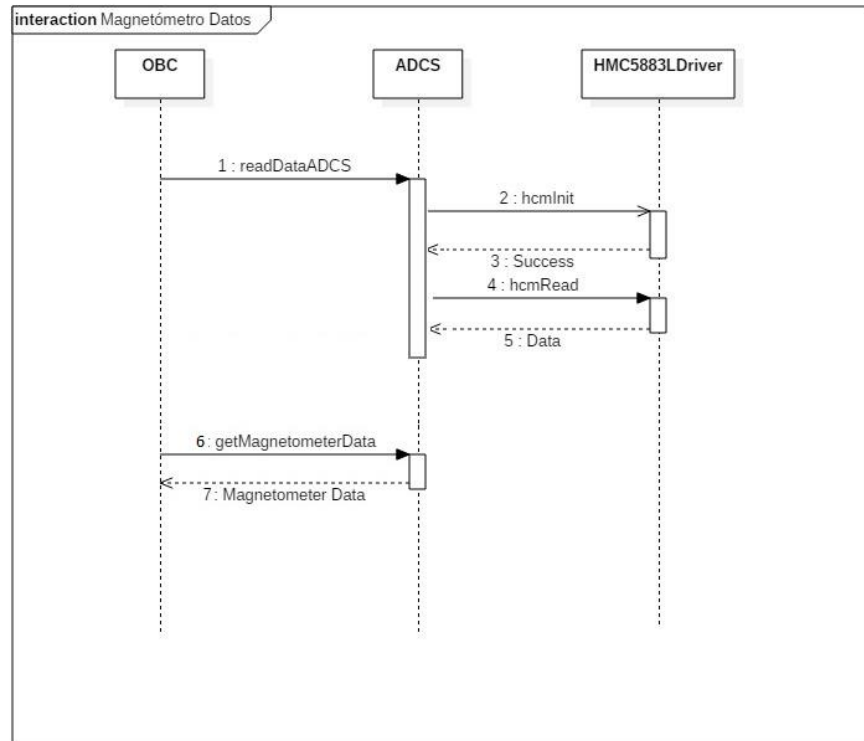 interaction Magnetómetro Datos
OBC
ADCS
HMC5883LDriver
1 : readDataADCS
2 : hcmInit
3 : Success
4 : hcmRead
5 : Data
6 : getMagnetometerData
7 : Magnetometer Data